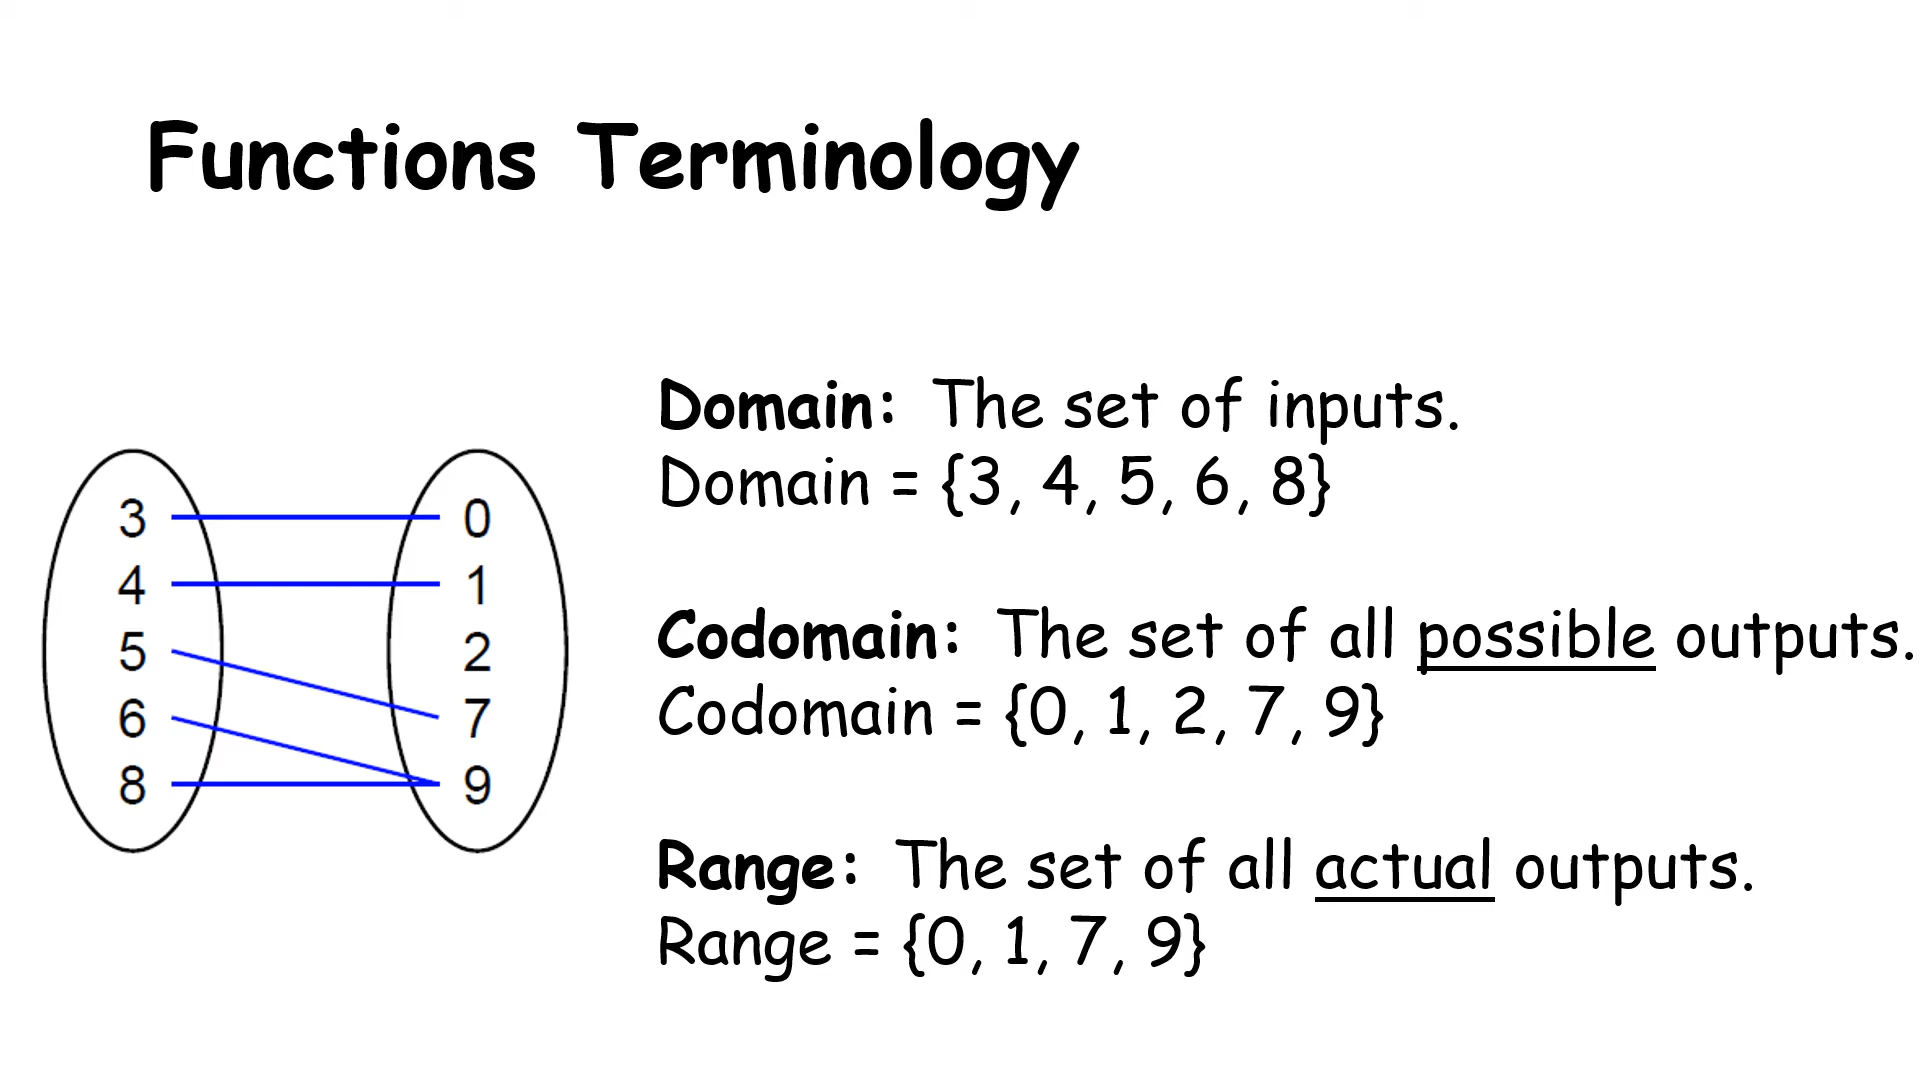 Functions Terminology
3 0
4 1
5 2
6 7
8 9
Domain: The set of inputs.
Domain = {3, 4, 5, 6, 8}
Codomain: The set of all possible outputs.
Codomain = {0, 1, 2, 7, 9}
Range: The set of all actual outputs.
Range = {0, 1, 7, 9}